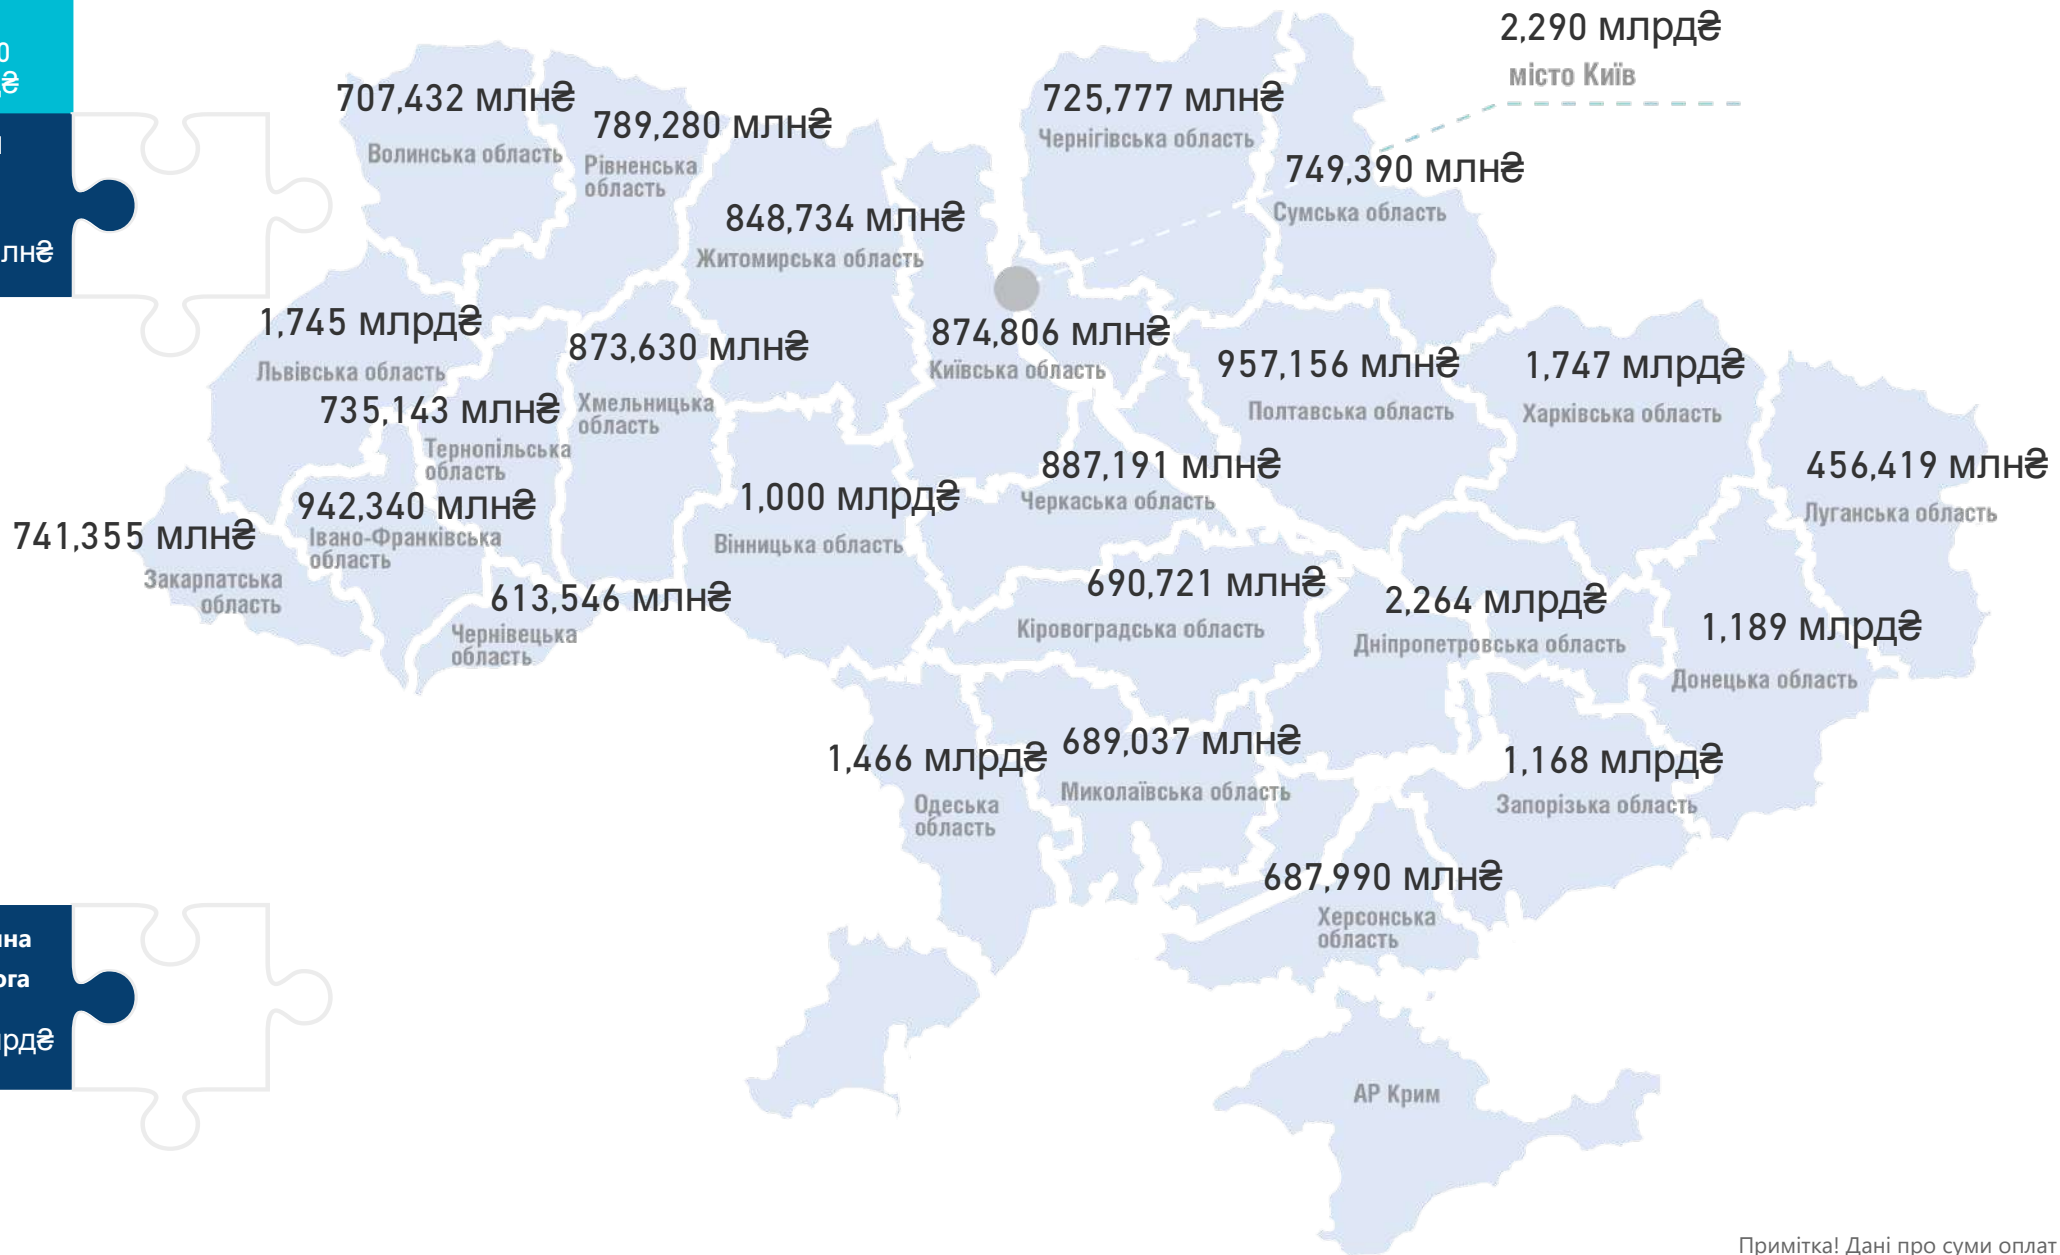 2,290 млрд₴
місто Київ
707,432 млн₴
Волинська область
789,280 млн₴
Рівненська
область
725,777 млн₴
Чернігівська область
749,390 млн₴
Сумська область
848,734 млн₴
Житомирська область
1,745 млрд₴
Львівська область
873,630 млн₴
Хмельницька
область
874,806 млн₴
Київська область
957,156 млн₴
Полтавська область
1,747 млрд₴
Харківська область
735,143 млн₴
Тернопільська
область
887,191 млн₴
Черкаська область
456,419 млн₴
Луганська область
942,340 млн₴
Івано-Франківська
область
1,000 млрд₴
Вінницька область
741,355 млн₴
Закарпатська
область
613,546 млн₴
Чернівецька
область
690,721 млн₴
Кіровоградська область
2,264 млрд₴
Дніпропетровська область
1,189 млрд₴
Донецька область
1,466 млрд₴
Одеська
область
689,037 млн₴
Миколаївська область
1,168 млрд₴
Запорізька область
687,990 млн₴
Херсонська
область
АР Крим
Примітка! Дані про суми оплат